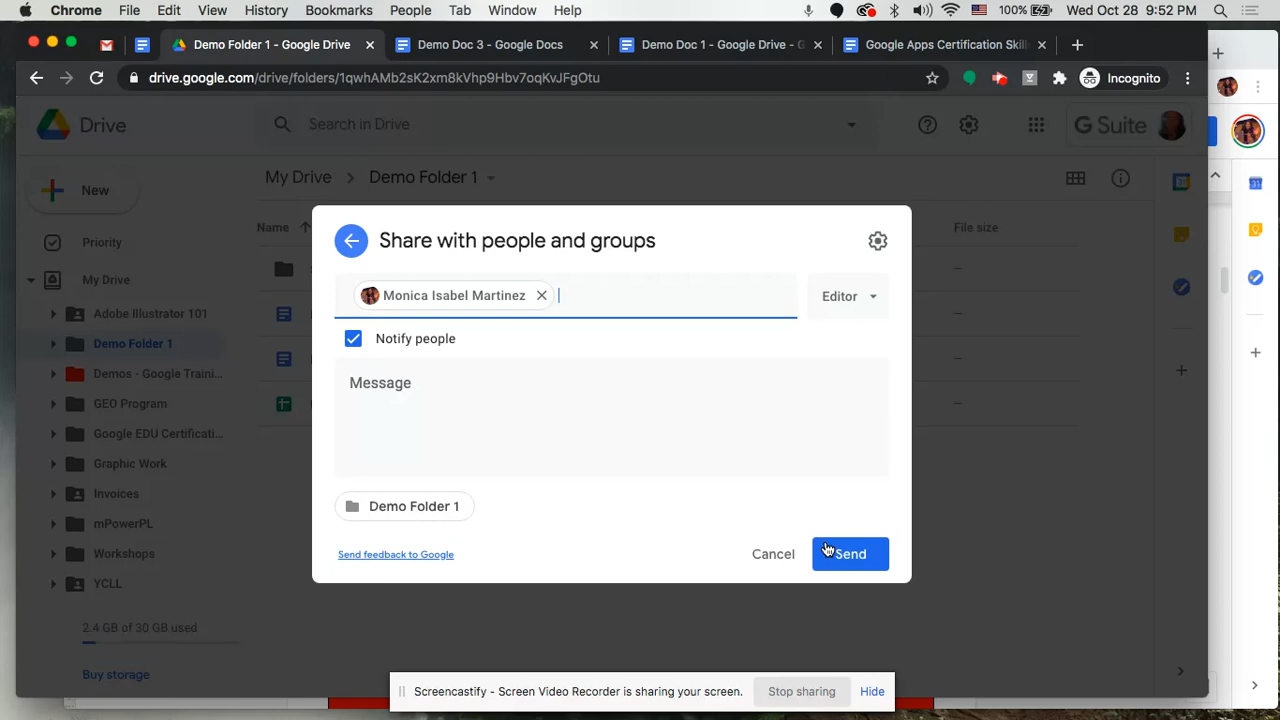 Chrome File Edit View History Bookmarks People Tab Window Help 100% Wed Oct 28 9:52 PM
Demo Folder 1 - Google Drive Demo Doc 3 - Google Docs Demo Doc 1 - Google Drive - G Google Apps Certification Skill
drive.google.com/drive/folders/1qwhAMb2sK2xm8kVhp9Hbv7oqKvJFgOtu Incognito
Drive Search in Drive G Suite
New My Drive Demo Folder 1
Name File size
Priority
My Drive
Adobe Illustrator 101
Demo Folder 1
Demos - Google Traini...
GEO Program
Google EDU Certificati...
Graphic Work
Invoices
mPowerPL
Workshops
YCLL
2.4 GB of 30 GB used
Buy storage
Share with people and groups
Monica Isabel Martinez Editor
Notify people
Message
Demo Folder 1
Send feedback to Google Cancel Send
Screencastify - Screen Video Recorder is sharing your screen. Stop sharing Hide